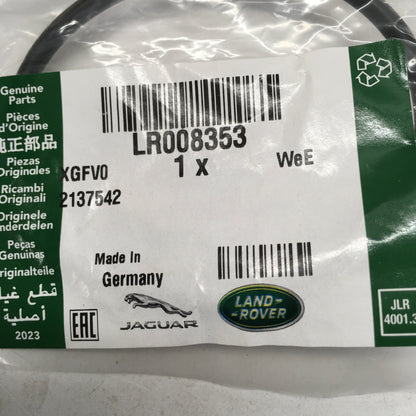 Genuine
Parts
Pièces
d'Origine
純正部品
Piezas
Originales
Ricambi
Originali
Originele
Onderdelen
Peças
Genuínas
Originalteile
قطع غيار
أصلية
2023
LR008353
1 x
WeE
XGFV0
2137542
Made In
Germany
EAC
JAGUAR
LAND-
-ROVER
JLR
4001.3